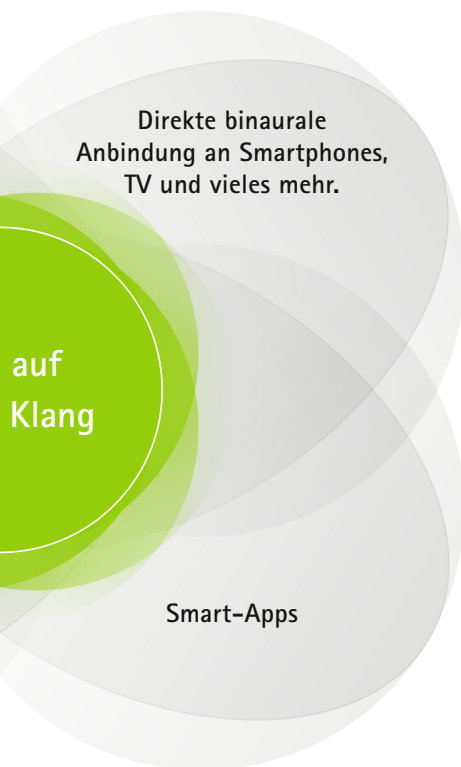 Direkte binaurale
Anbindung an Smartphones,
TV und vieles mehr.
auf
Klang
Smart-Apps